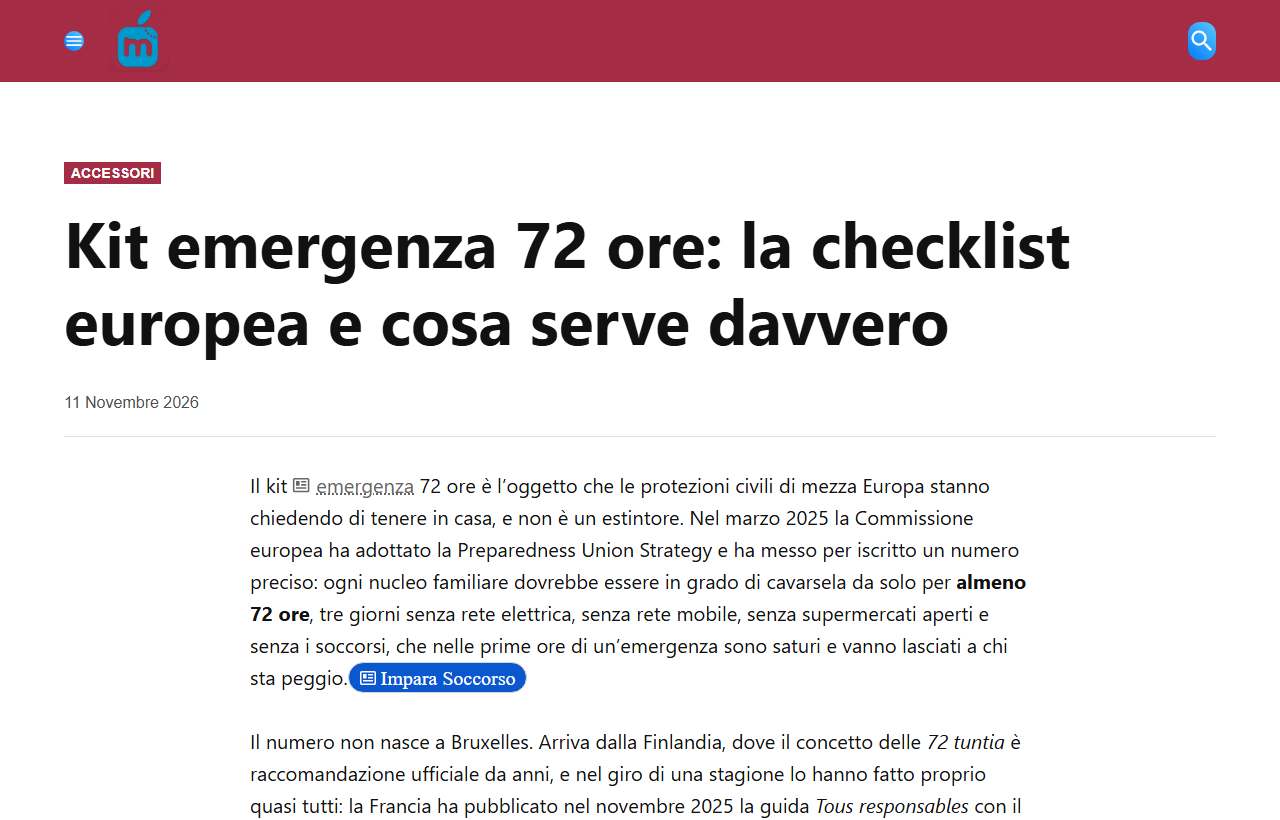 m
ACCESSORI
Kit emergenza 72 ore: la checklist
europea e cosa serve davvero
11 Novembre 2026
Il kit emergenza 72 ore è l’oggetto che le protezioni civili di mezza Europa stanno
chiedendo di tenere in casa, e non è un estintore. Nel marzo 2025 la Commissione
europea ha adottato la Preparedness Union Strategy e ha messo per iscritto un numero
preciso: ogni nucleo familiare dovrebbe essere in grado di cavarsela da solo per almeno
72 ore, tre giorni senza rete elettrica, senza rete mobile, senza supermercati aperti e
senza i soccorsi, che nelle prime ore di un’emergenza sono saturi e vanno lasciati a chi
sta peggio. Impara Soccorso
Il numero non nasce a Bruxelles. Arriva dalla Finlandia, dove il concetto delle 72 tuntia è
raccomandazione ufficiale da anni, e nel giro di una stagione lo hanno fatto proprio
quasi tutti: la Francia ha pubblicato nel novembre 2025 la guida Tous responsables con il